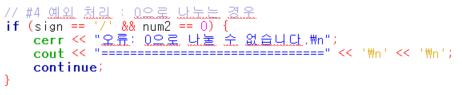 // #4 예외 처리 : 0으로 나누는 경우
if (sign == '/' && num2 == 0) {
cerr << "오류: 0으로 나눌 수 없습니다.₩n";
cout << "==============================" << '₩n' << '₩n';
continue;
}